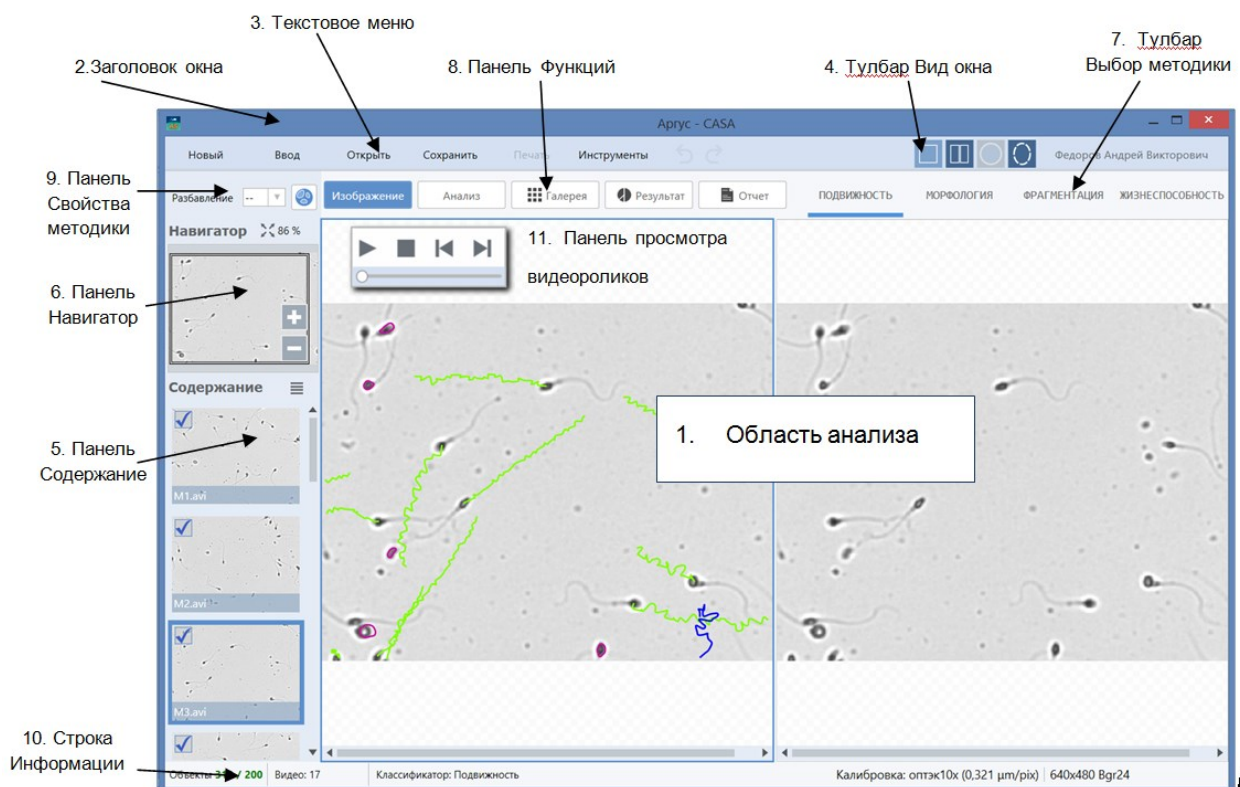 3. Текстовое меню
7. Тулбар
2.Заголовок окна
8. Панель Функций
4. Тулбар Вид окна
Выбор методики
Аргус - CASA
Новый Ввод Открыть Сохранить Печать Инструменты Федоров Андрей Викторович
9. Панель
Свойства
методики
Разбавление -- Изображение Анализ Галерея Результат Отчет ПОДВИЖНОСТЬ МОРФОЛОГИЯ ФРАГМЕНТАЦИЯ ЖИЗНЕСПОСОБНОСТЬ
Навигатор 86 %
11. Панель просмотра
видеороликов
6. Панель
Навигатор
Содержание
1. Область анализа
5. Панель
Содержание
M1.avi
M2.avi
M3.avi
10. Строка
Информации
Объекты / 200 Видео: 17 Классификатор: Подвижность Калибровка: оптэк10x (0,321 µm/pix) 640x480 Bgr24